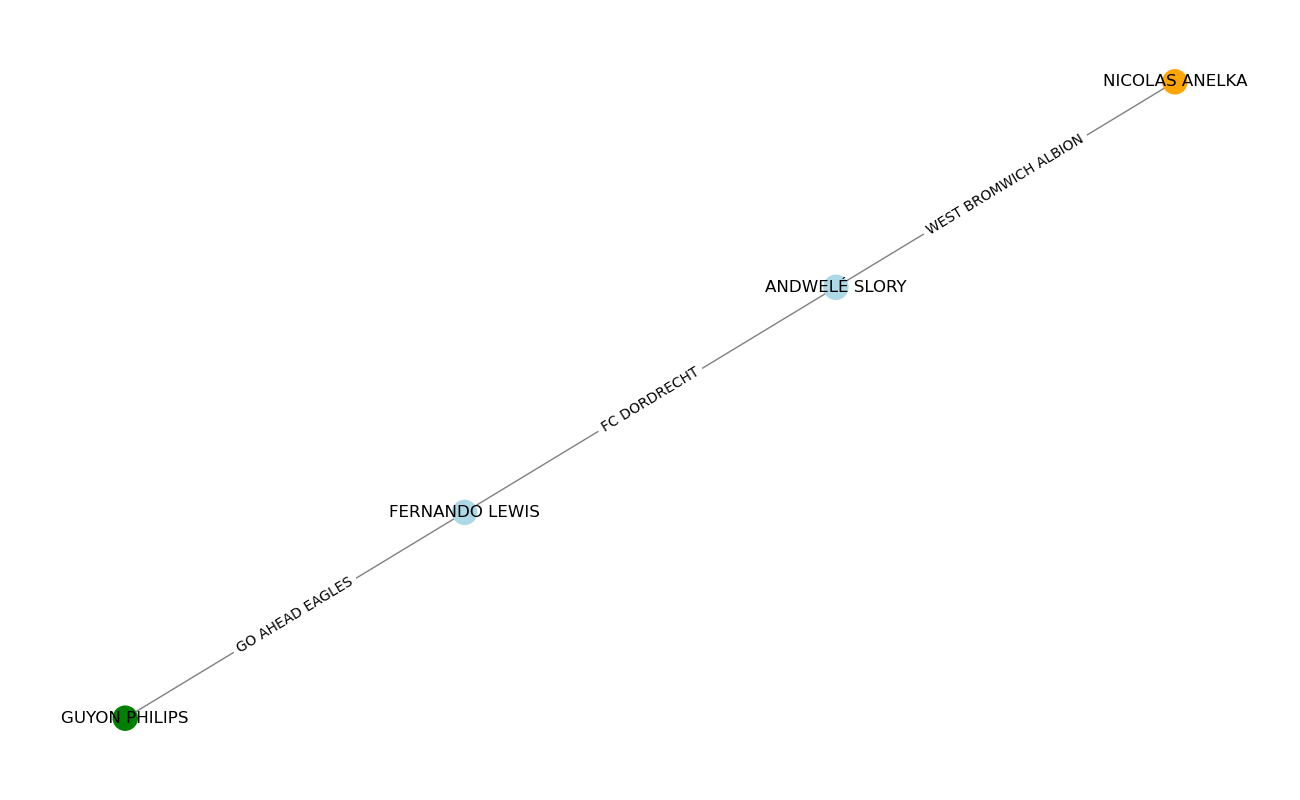 NICOLAS ANELKA
WEST BROMWICH ALBION
ANDWELÉ SLORY
FC DORDRECHT
FERNANDO LEWIS
GO AHEAD EAGLES
GUYON PHILIPS